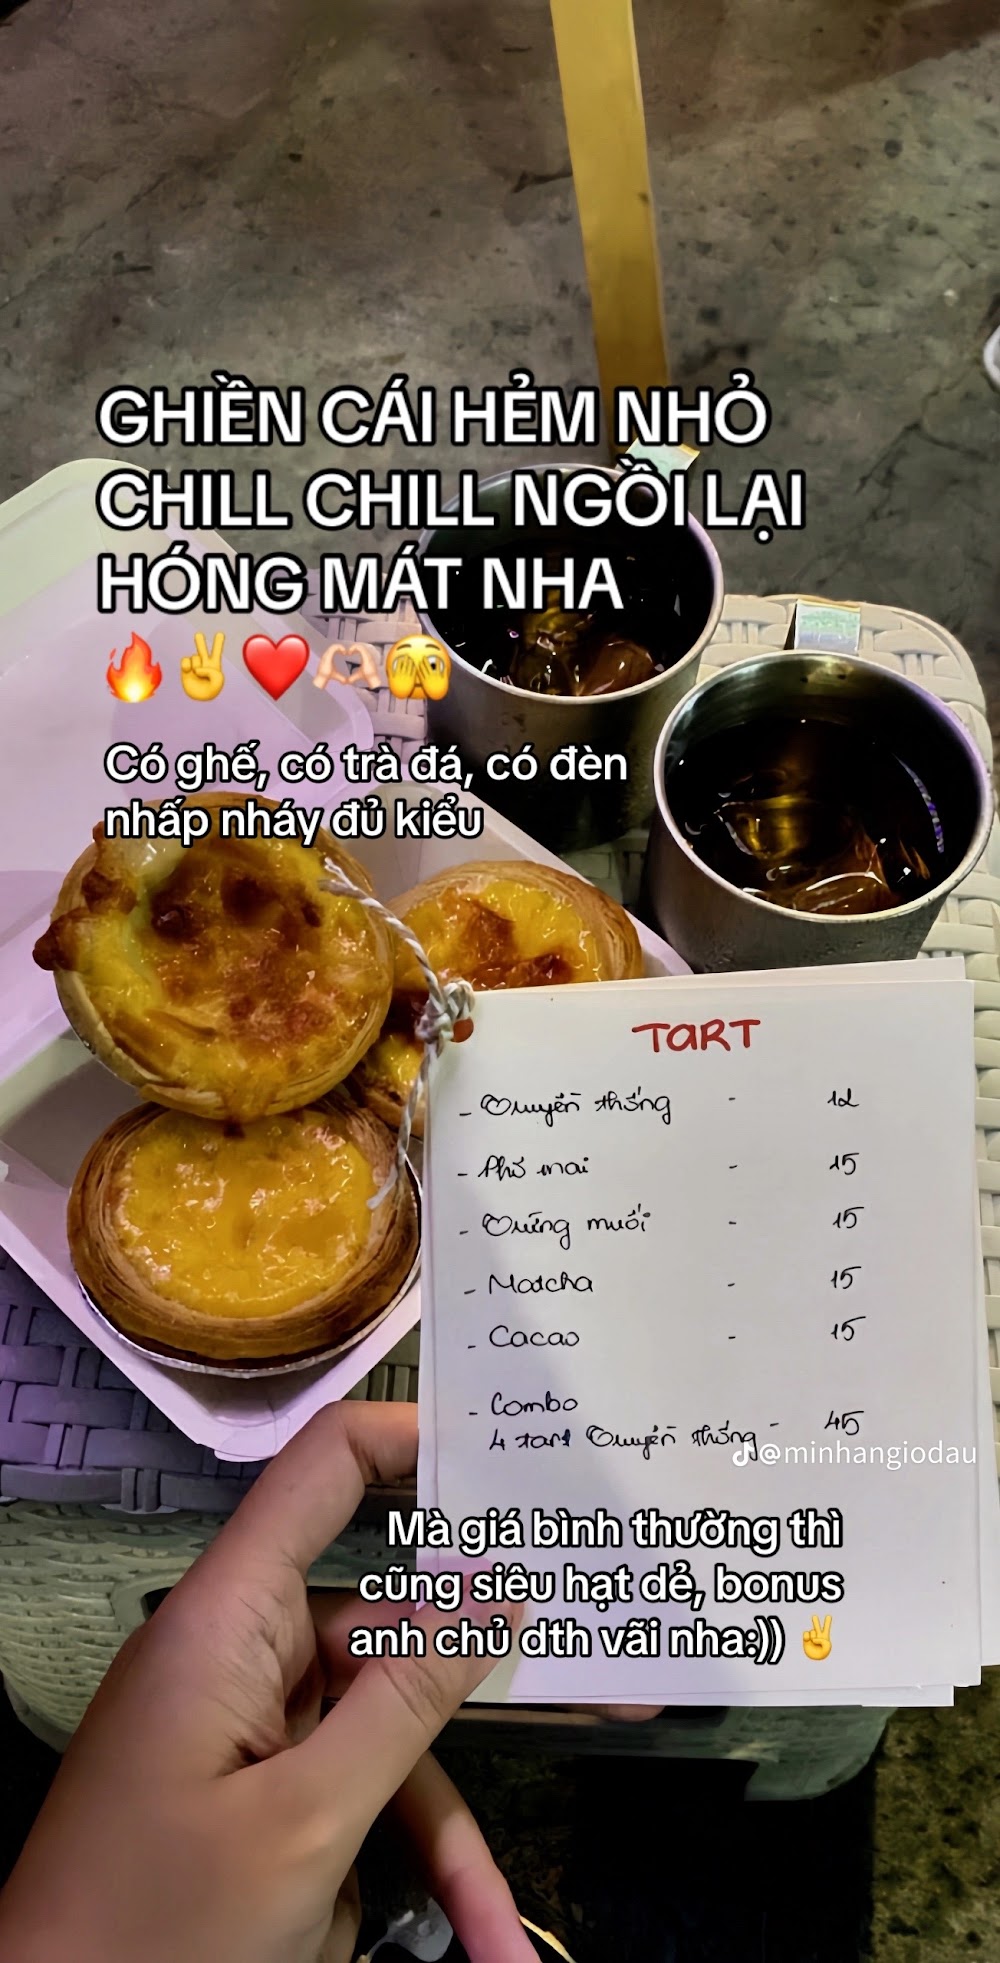 GHIỀN CÁI HẺM NHỎ
CHILL CHILL NGỒI LẠI
HÓNG MÁT NHA
🔥✌️❤️🫶🏻🫣
Có ghế, có trà đá, có đèn
nhấp nháy đủ kiểu
TART
- Truyền thống - 12
- Phô mai - 15
- Trứng muối - 15
- Matcha - 15
- Cacao - 15
- Combo
4 tart Truyền thống - 45
@minhangiodau
Mà giá bình thường thì
cũng siêu hạt dẻ, bonus
anh chủ dth vãi nha:)) ✌️